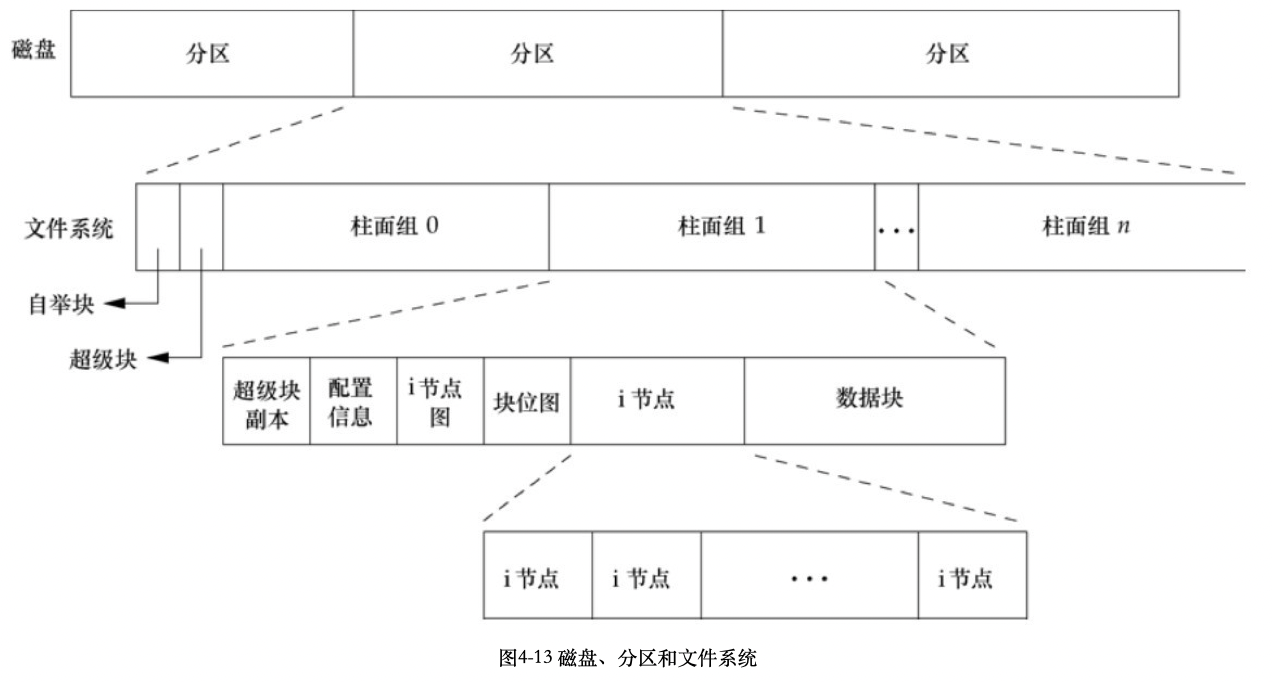 磁盘
分区
分区
分区
文件系统
柱面组 0
柱面组 1
...
柱面组 n
自举块
超级块
超级块
副本
配置
信息
i 节点
图
块位图
i 节点
数据块
i 节点
i 节点
...
i 节点
图4-13 磁盘、分区和文件系统